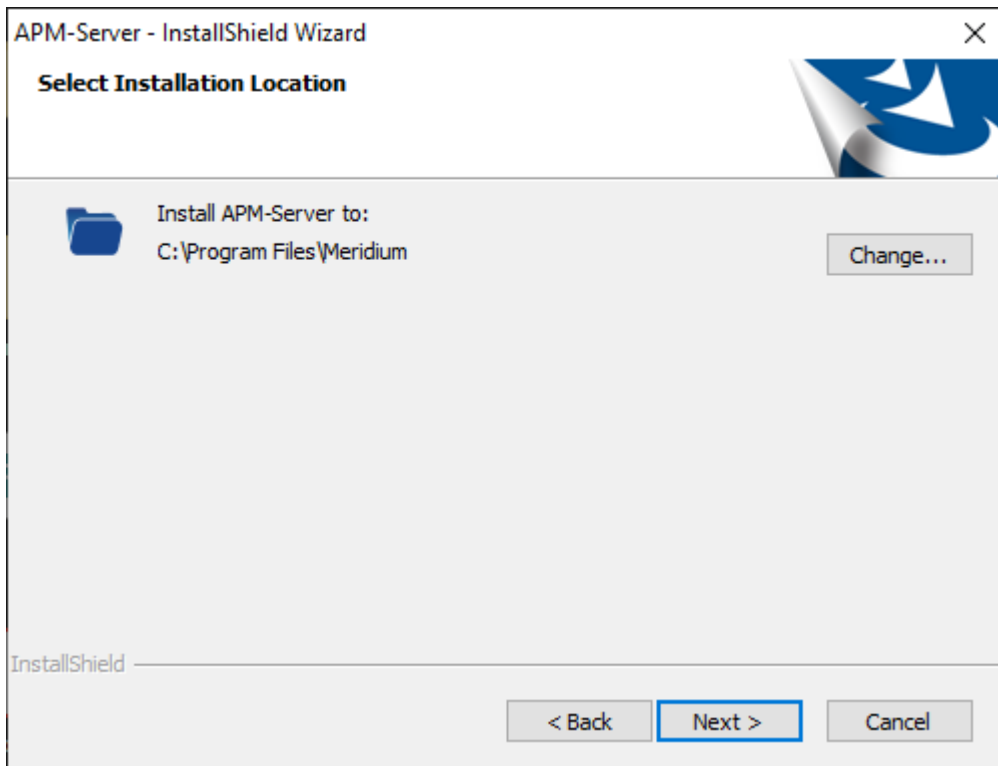 APM-Server - InstallShield Wizard
Select Installation Location
Install APM-Server to:
C:\Program Files\Meridium
Change...
InstallShield
< Back
Next >
Cancel